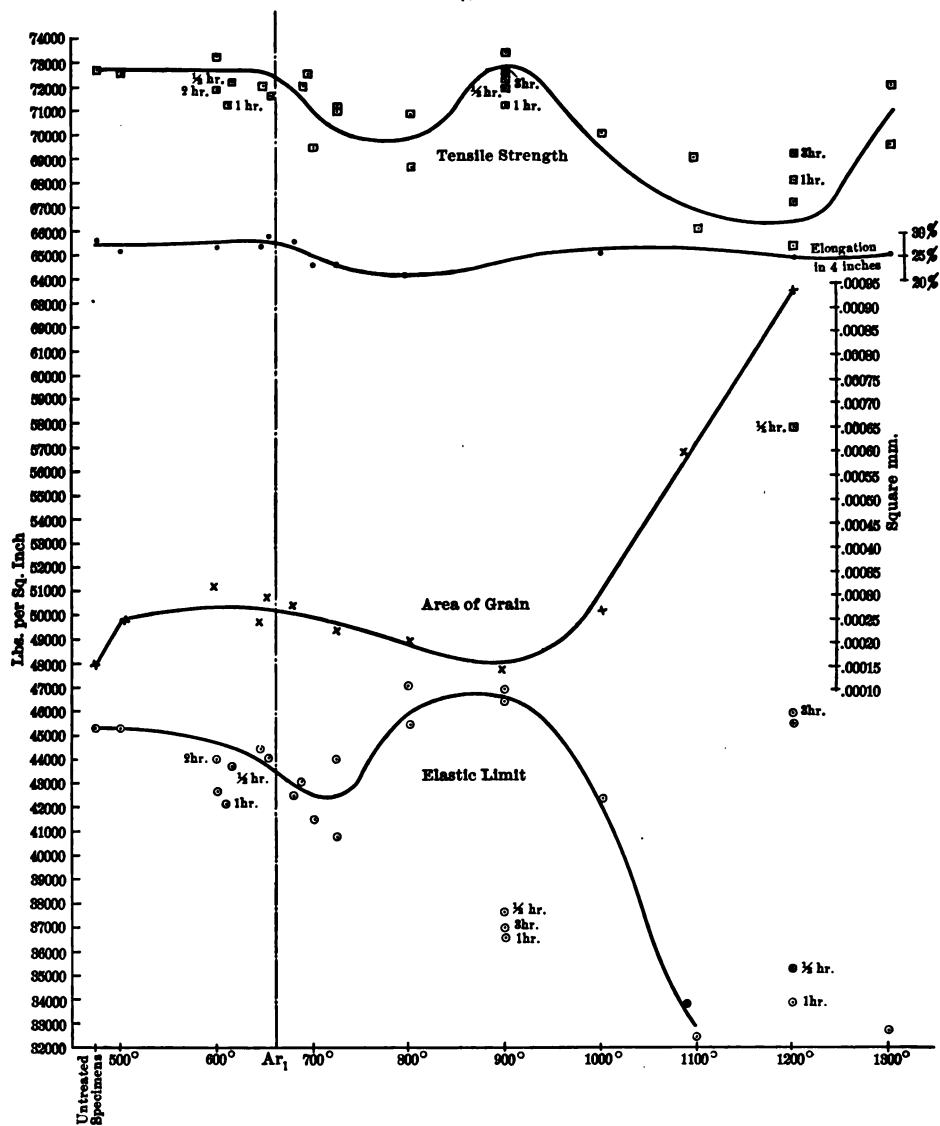 74000
73000
72000
71000
70000
69000
68000
67000
66000
65000
64000
63000
62000
61000
60000
59000
58000
57000
56000
55000
54000
53000
52000
51000
50000
49000
48000
47000
46000
45000
44000
43000
42000
41000
40000
39000
38000
37000
36000
35000
34000
33000
32000
Lbs. per Sq. Inch
½ hr.
2 hr.
1 hr.
3hr.
½ hr.
1 hr.
Tensile Strength
3hr.
1hr.
½ hr.
Elongation
in 4 inches
30%
25%
20%
.00095
.00090
.00085
.00080
.00075
.00070
.00065
.00060
.00055
.00050
.00045
.00040
.00035
.00030
.00025
.00020
.00015
.00010
Square mm.
Area of Grain
Elastic Limit
2hr.
½ hr.
1hr.
½ hr.
3hr.
1hr.
3hr.
½ hr.
1hr.
Untreated
Specimens
500°
600°
Ar₁
700°
800°
900°
1000°
1100°
1200°
1300°